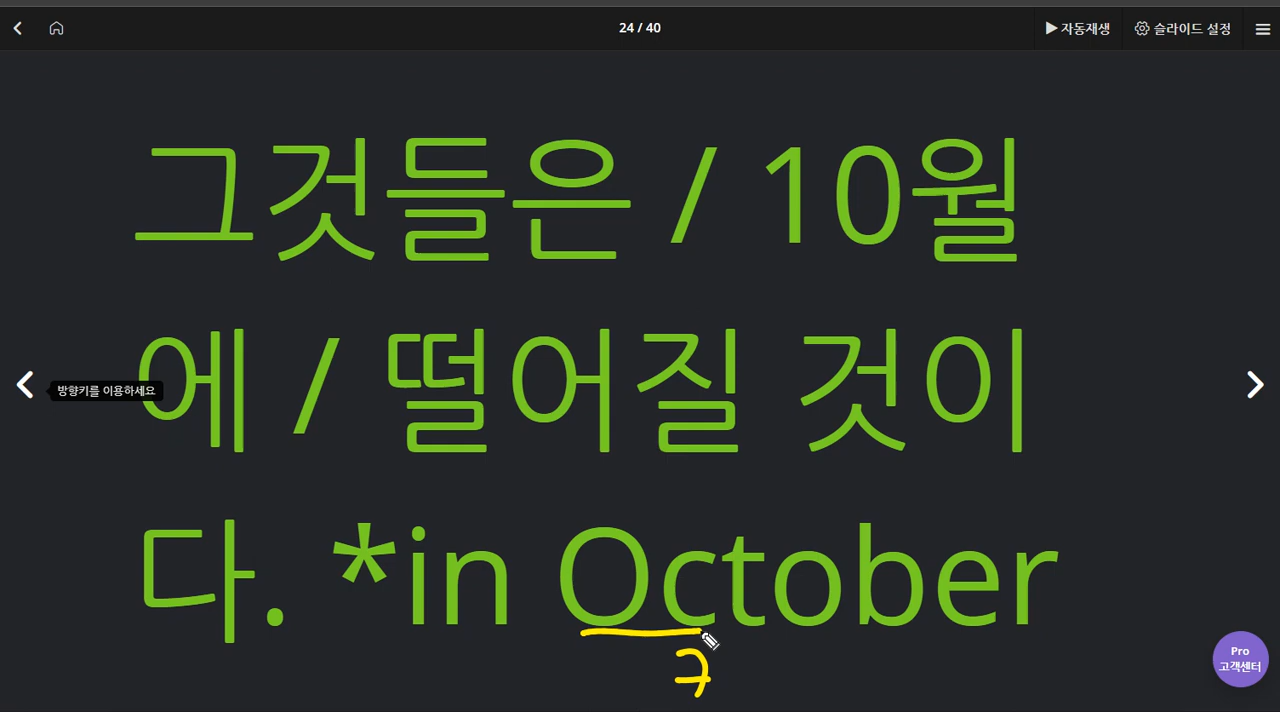 24 / 40
▶ 자동재생
슬라이드 설정
그것들은 / 10월
에 / 떨어질 것이
방향키를 이용하세요
다. *in October
Pro
고객센터